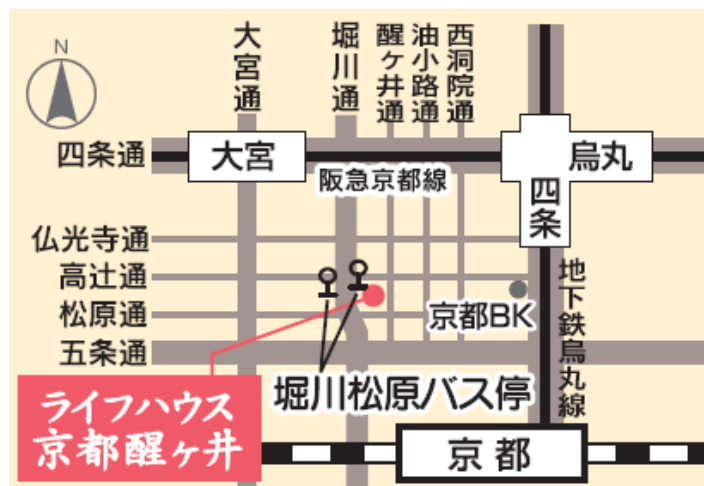 N
大宮通
堀川通
醒ヶ井通
油小路通
西洞院通
四条通
大宮
烏丸
四条
阪急京都線
仏光寺通
高辻通
松原通
五条通
京都BK
地下鉄烏丸線
堀川松原バス停
ライフハウス
京都醒ヶ井
京都